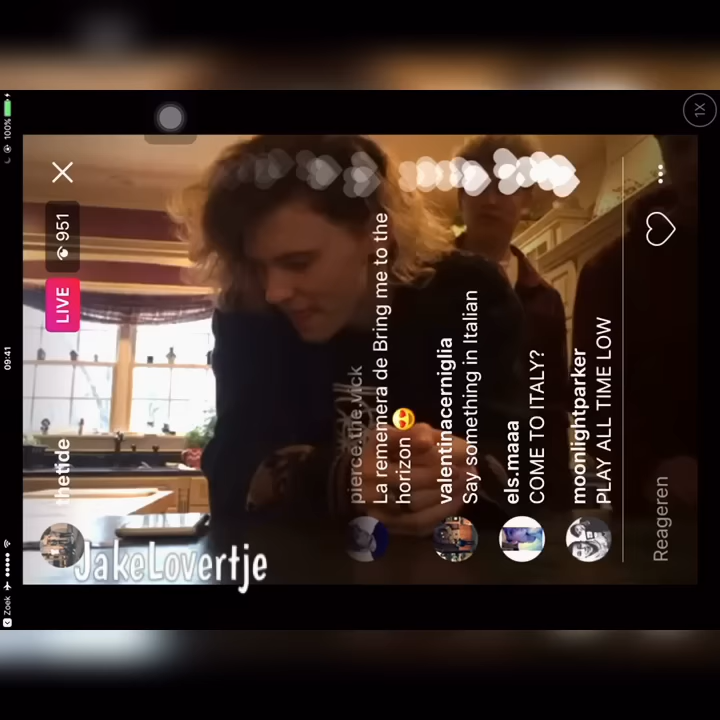 Zoek
09:41
100%
1X
thetide
LIVE
951
pierce.the.vick
La rememera de Bring me to the
horizon 😍
valentinacerniglia
Say something in Italian
els.maaa
COME TO ITALY?
moonlightparker
PLAY ALL TIME LOW
Reageren
JakeLovertje